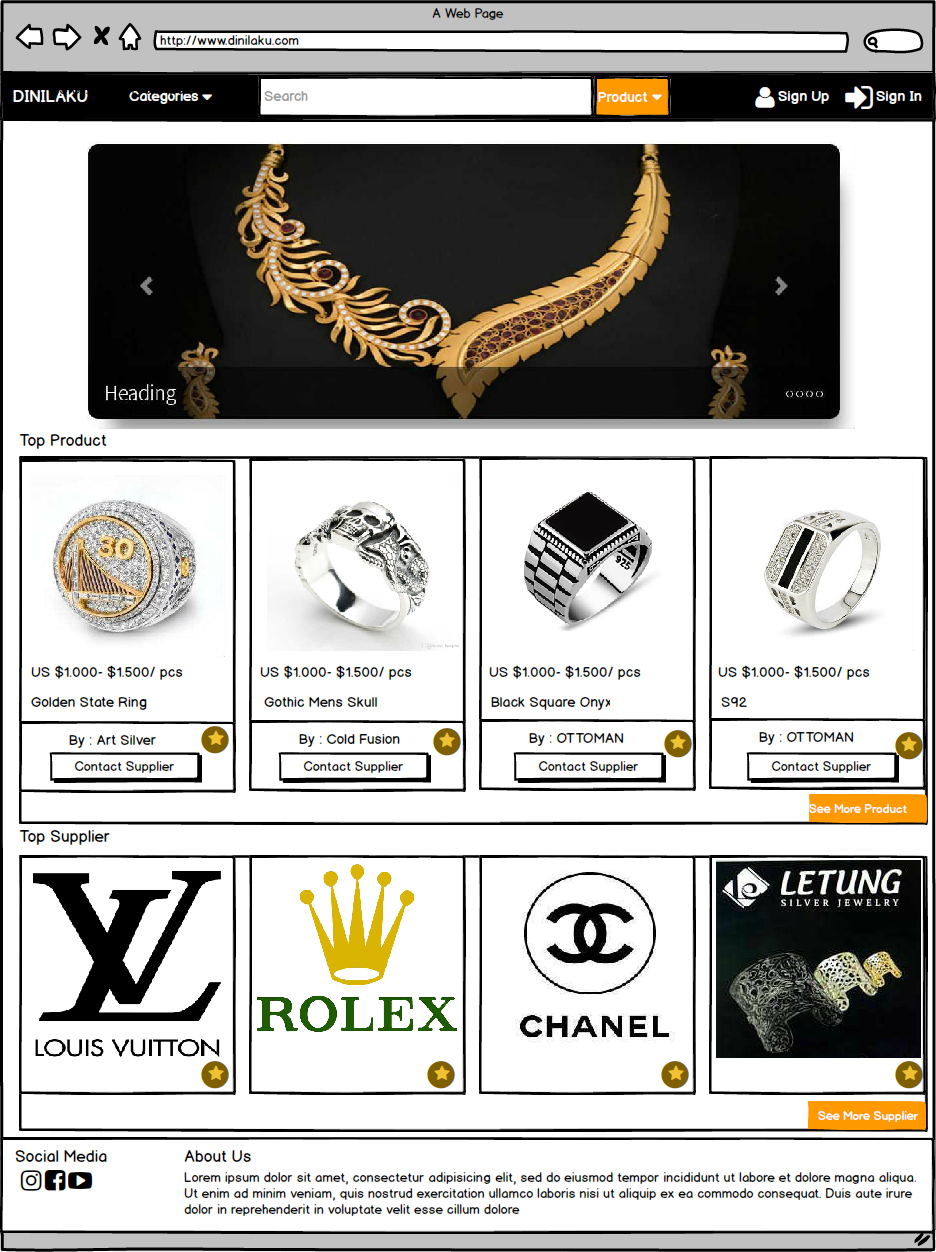 A Web Page
http://www.dinilaku.com
DINILAKU Categories Search Product Sign Up Sign In
Heading
Top Product
30
925
US $1.000- $1.500/ pcs
Golden State Ring
By : Art Silver
Contact Supplier
US $1.000- $1.500/ pcs
Gothic Mens Skull
By : Cold Fusion
Contact Supplier
US $1.000- $1.500/ pcs
Black Square Onyx
By : OTTOMAN
Contact Supplier
US $1.000- $1.500/ pcs
S92
By : OTTOMAN
Contact Supplier
See More Product
Top Supplier
LV
LOUIS VUITTON
ROLEX
CHANEL
LETUNG
SILVER JEWELRY
See More Supplier
Social Media
About Us
Lorem ipsum dolor sit amet, consectetur adipisicing elit, sed do eiusmod tempor incididunt ut labore et dolore magna aliqua.
Ut enim ad minim veniam, quis nostrud exercitation ullamco laboris nisi ut aliquip ex ea commodo consequat. Duis aute irure
dolor in reprehenderit in voluptate velit esse cillum dolore